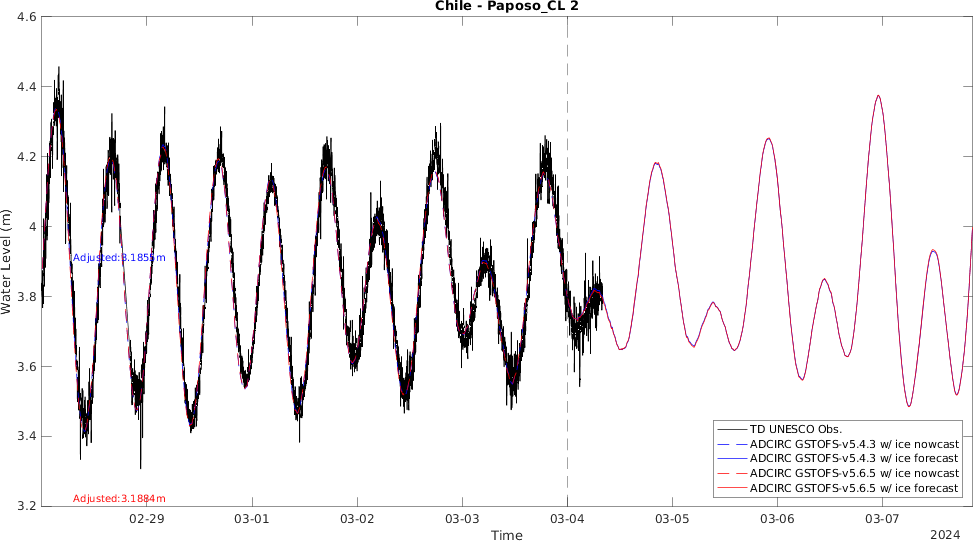 Chile - Paposo_CL 2
4.6
4.4
4.2
4
3.8
3.6
3.4
3.2
Water Level (m)
Adjusted:3.1855m
Adjusted:3.1884m
TD UNESCO Obs.
ADCIRC GSTOFS-v5.4.3 w/ ice nowcast
ADCIRC GSTOFS-v5.4.3 w/ ice forecast
ADCIRC GSTOFS-v5.6.5 w/ ice nowcast
ADCIRC GSTOFS-v5.6.5 w/ ice forecast
02-29 03-01 03-02 03-03 03-04 03-05 03-06 03-07
Time
2024